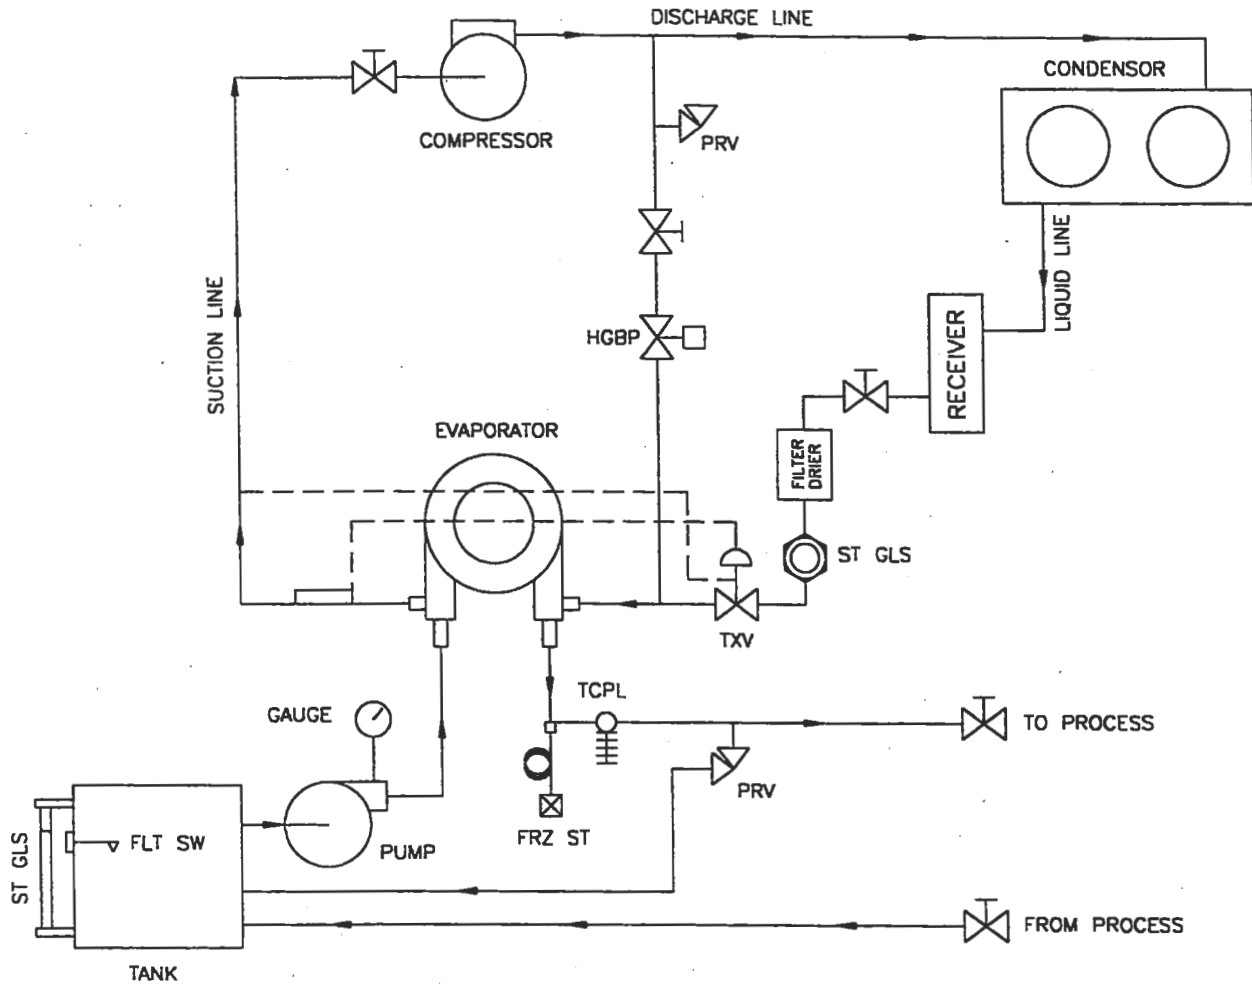 DISCHARGE LINE
CONDENSOR
COMPRESSOR
PRV
LIQUID LINE
SUCTION LINE
HGBP
RECEIVER
EVAPORATOR
FILTER
DRIER
ST GLS
TXV
TCPL
GAUGE
TO PROCESS
PRV
FRZ ST
FLT SW
PUMP
ST GLS
FROM PROCESS
TANK